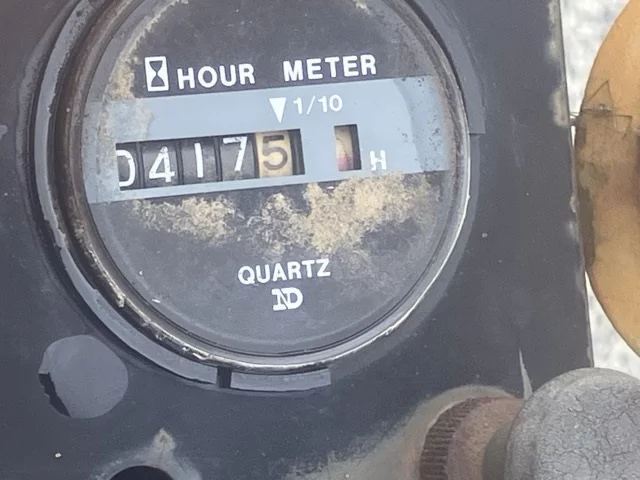 HOUR METER
▼1/10
04175 H
QUARTZ
ND